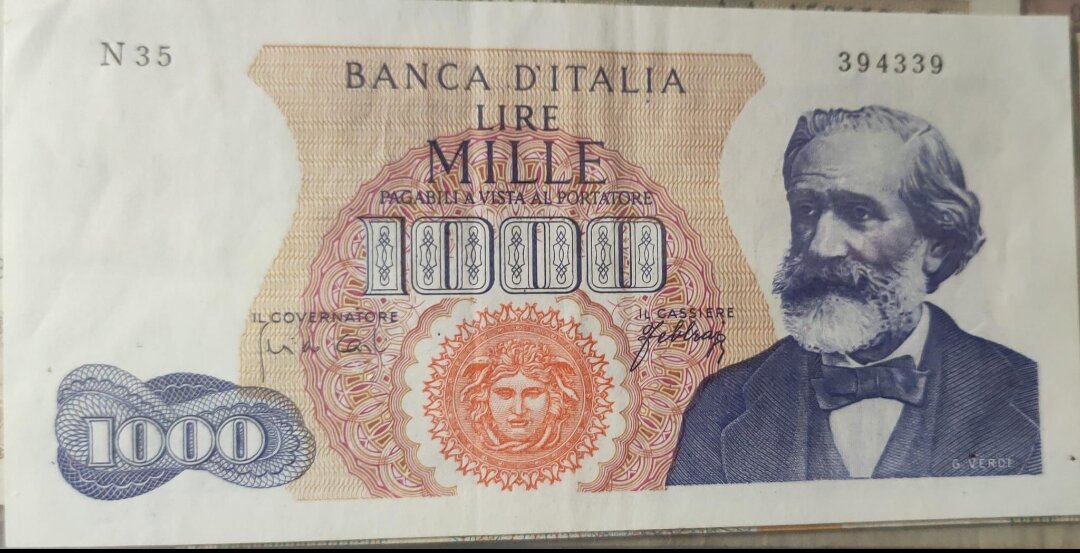 N 35
394339
BANCA D'ITALIA
LIRE
MILLE
PAGABILI A VISTA AL PORTATORE
1000
IL GOVERNATORE
IL CASSIERE
1000
G. VERDI